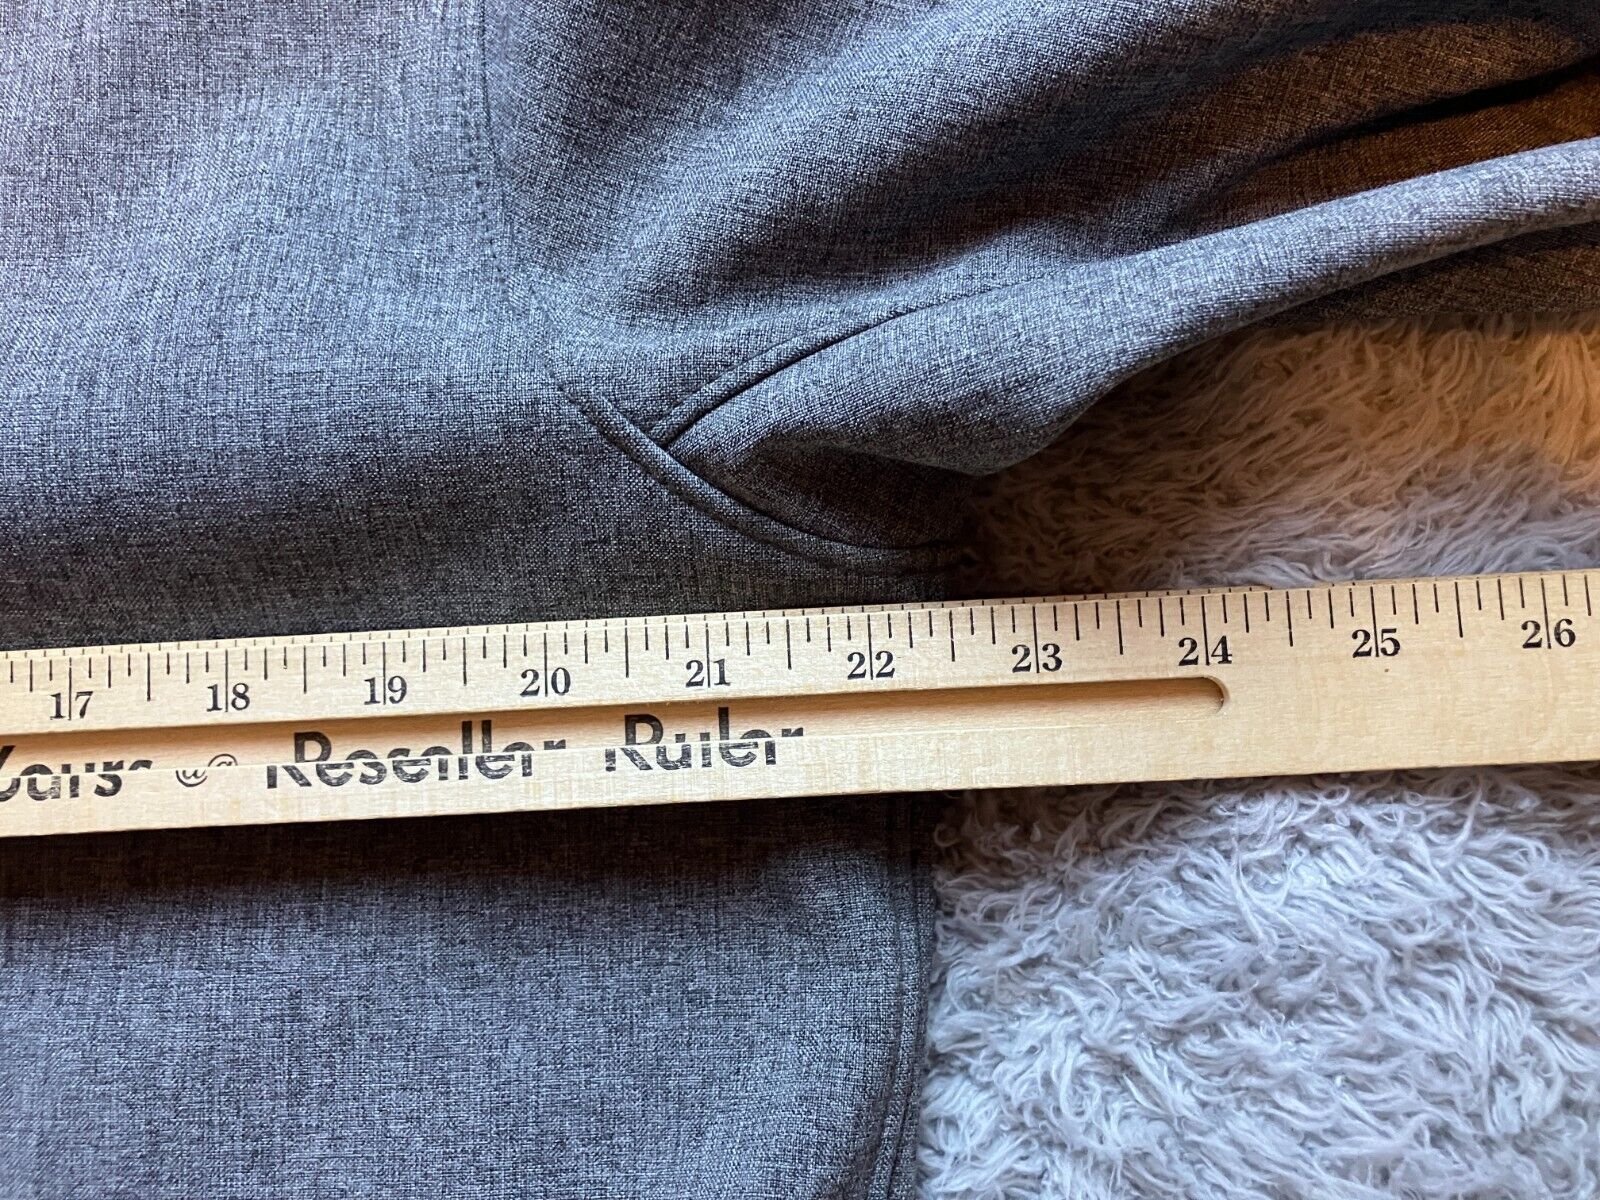 17 18 19 20 21 22 23 24 25 26
Reseller Ruler